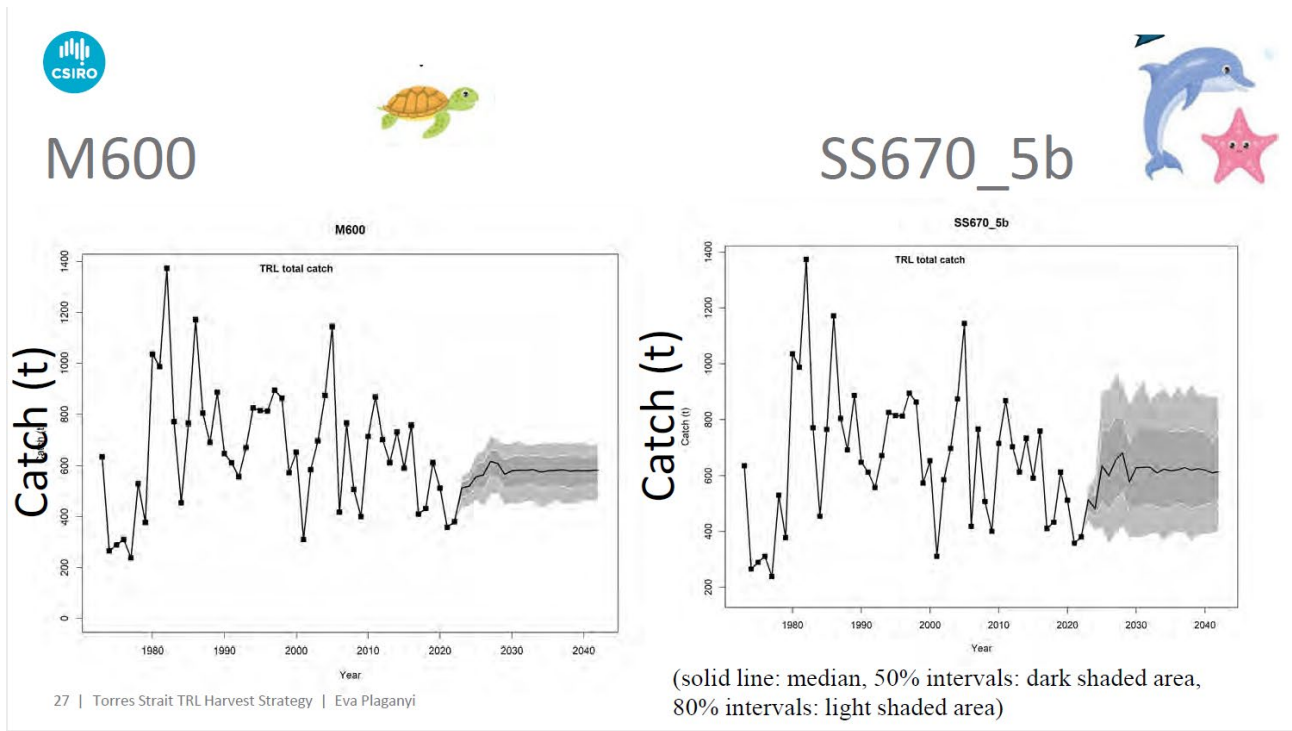 CSIRO
M600
SS670_5b
M600
TRL total catch
Catch (t)
Catch (t)
1400
1200
1000
800
600
400
200
0
1980
1990
2000
2010
2020
2030
2040
Year
SS670_5b
TRL total catch
Catch (t)
Catch (t)
1400
1200
1000
800
600
400
200
1980
1990
2000
2010
2020
2030
2040
Year
(solid line: median, 50% intervals: dark shaded area,
80% intervals: light shaded area)
27 | Torres Strait TRL Harvest Strategy | Eva Plaganyi